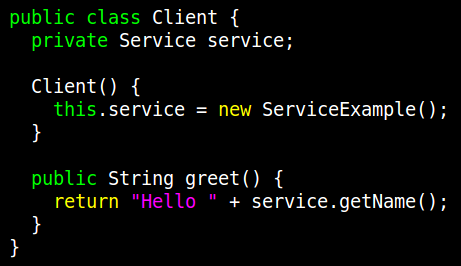 public class Client {
  private Service service;

  Client() {
    this.service = new ServiceExample();
  }

  public String greet() {
    return "Hello " + service.getName();
  }
}